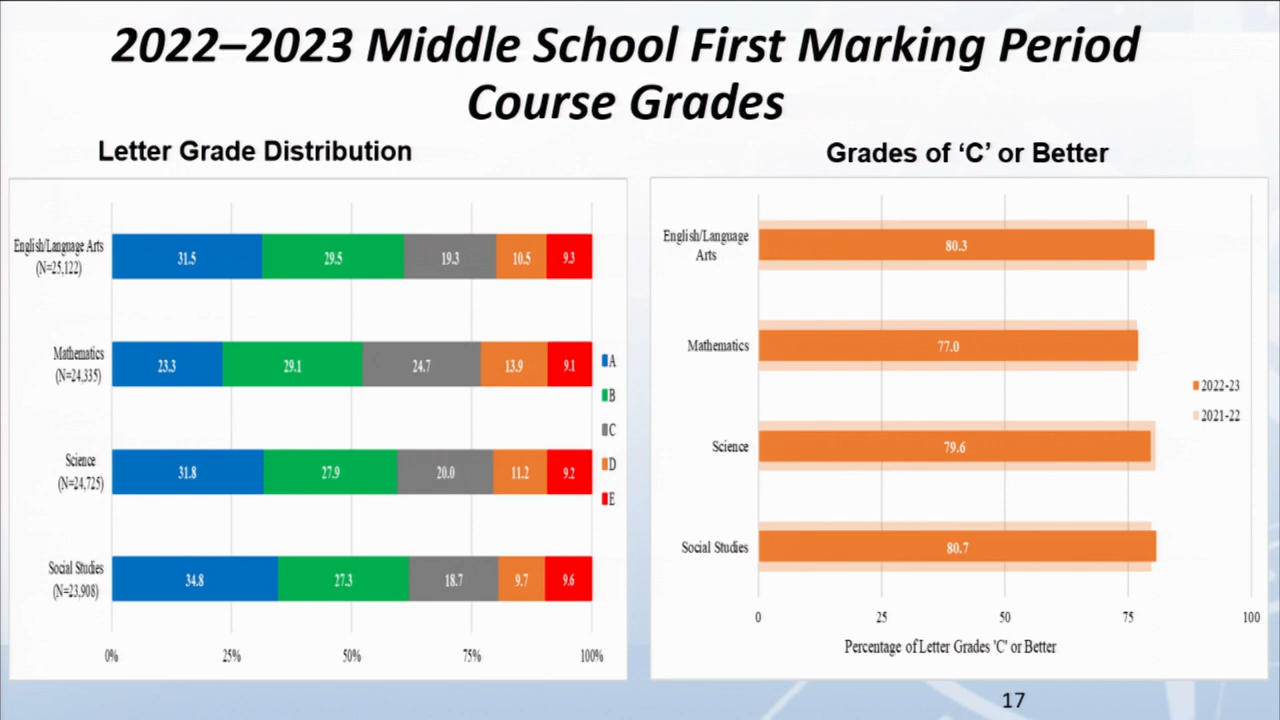 2022–2023 Middle School First Marking Period
Course Grades
Letter Grade Distribution
English/Language Arts
(N=25,122)
31.5 29.5 19.3 10.5 9.3
Mathematics
(N=24,335)
23.3 29.1 24.7 13.9 9.1
Science
(N=24,725)
31.8 27.9 20.0 11.2 9.2
Social Studies
(N=23,908)
34.8 27.3 18.7 9.7 9.6
0% 25% 50% 75% 100%
A
B
C
D
E
Grades of ‘C’ or Better
English/Language
Arts
80.3
Mathematics
77.0
Science
79.6
Social Studies
80.7
0 25 50 75 100
Percentage of Letter Grades 'C' or Better
2022-23
2021-22
17